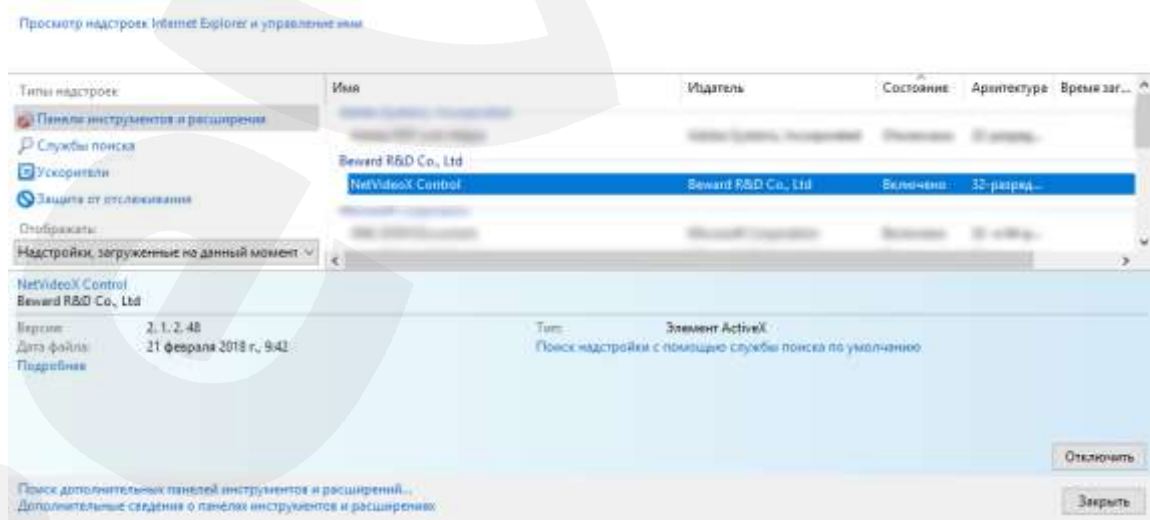 Просмотр надстроек Internet Explorer и управление ими
Типы надстроек
Панели инструментов и расширения
Службы поиска
Ускорители
Защита от отслеживания
Отображать:
Надстройки, загруженные на данный момент
Имя Издатель Состояние Архитектура Время заг...
Beward R&D Co., Ltd
NetVideoX Control Beward R&D Co., Ltd Включено 32-разряд...
NetVideoX Control
Beward R&D Co., Ltd
Версия: 2. 1. 2. 48
Дата файла: 21 февраля 2018 г., 9:42
Подробнее
Тип: Элемент ActiveX
Поиск надстройки с помощью службы поиска по умолчанию
Отключить
Поиск дополнительных панелей инструментов и расширений...
Дополнительные сведения о панелях инструментов и расширениях
Закрыть